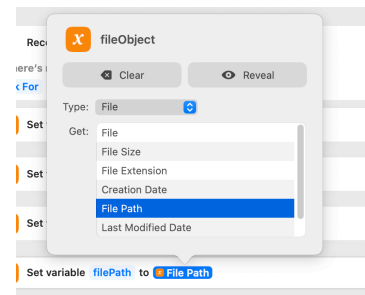 fileObject
Rece
Clear
Reveal
ere's
For
Type: File
Get: File
File Size
Set
File Extension
Set
Creation Date
File Path
Set
Last Modified Date
Set variable filePath to File Path